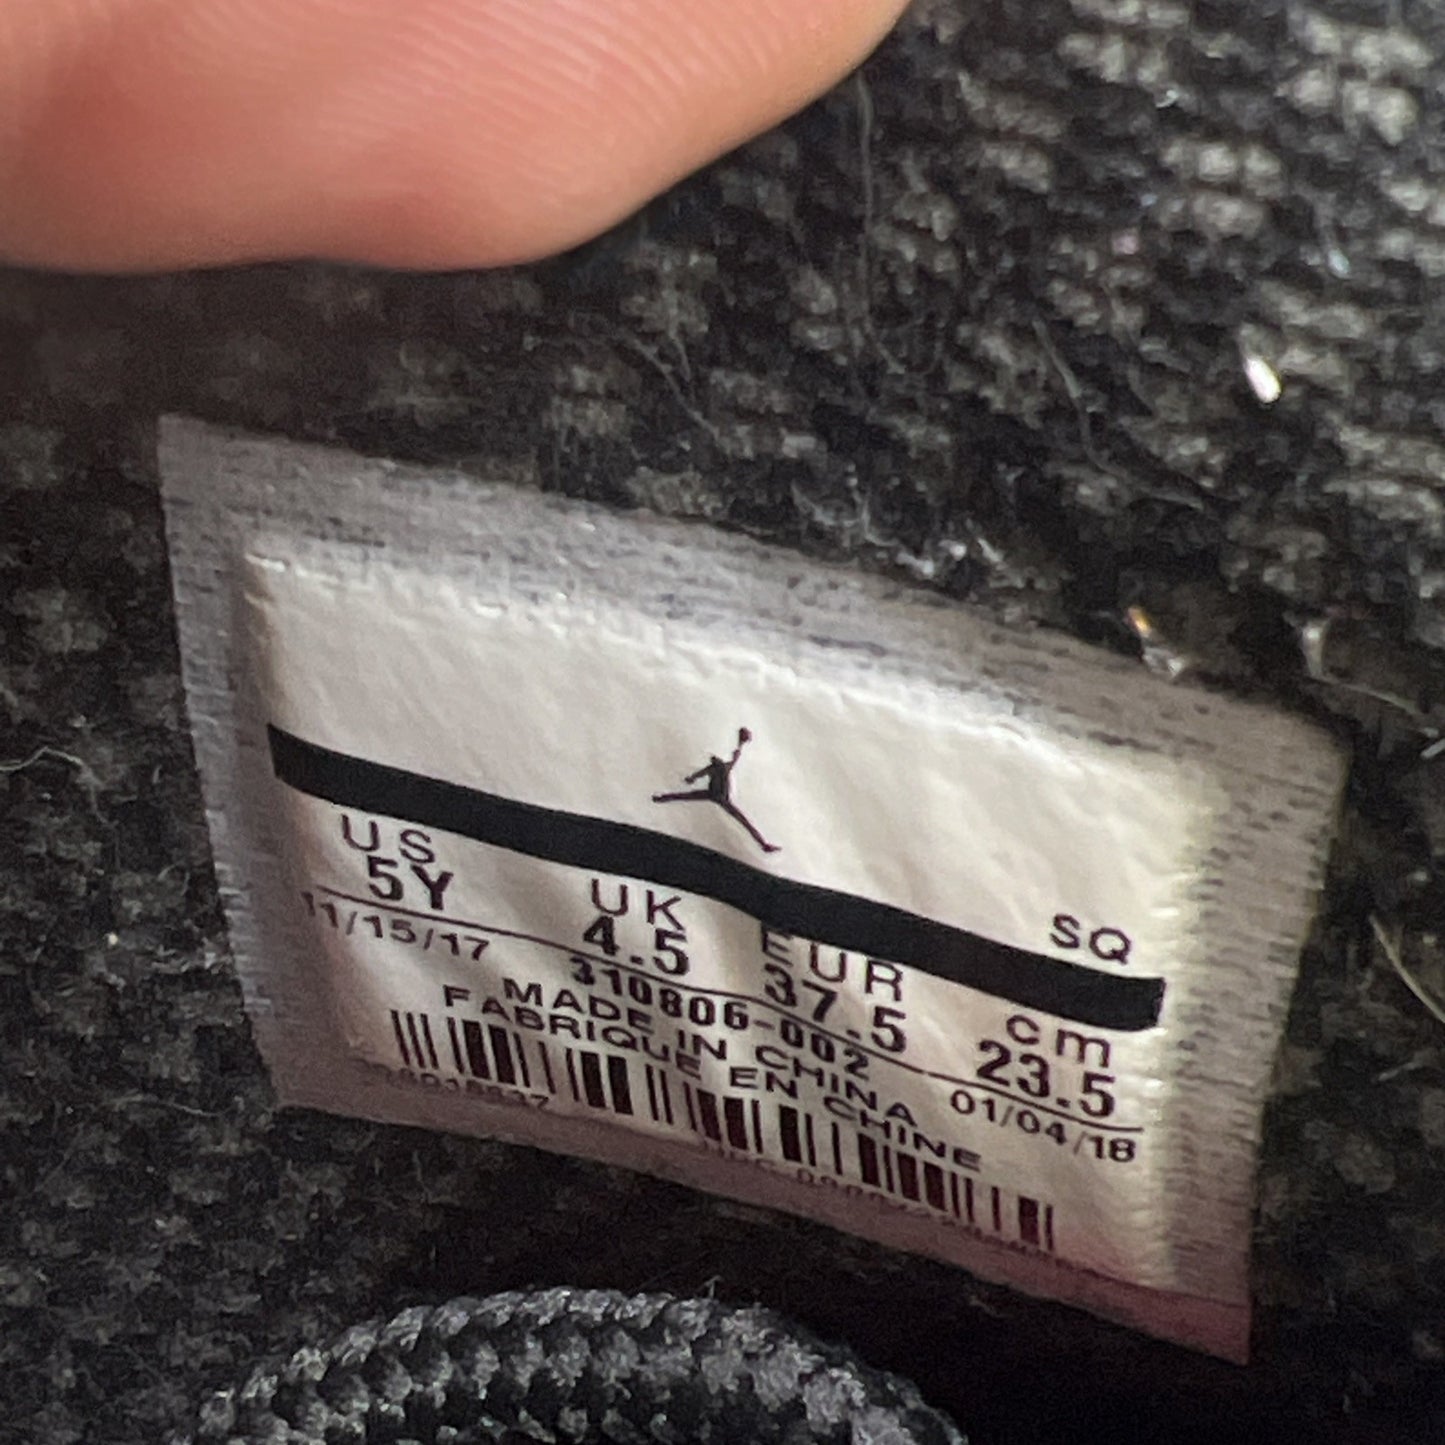 SQ
US UK EUR cm
5Y 4.5 37.5 23.5
11/15/17 310806-002 01/04/18
MADE IN CHINA
FABRIQUE EN CHINE